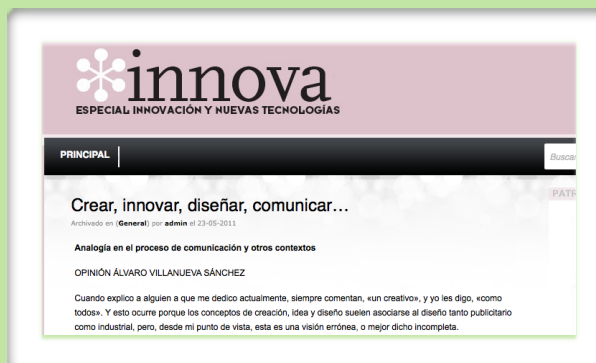 innova
ESPECIAL INNOVACIÓN Y NUEVAS TECNOLOGÍAS
PRINCIPAL
Buscar
PATR
Crear, innovar, diseñar, comunicar…
Archivado en (General) por admin el 23-05-2011
Analogía en el proceso de comunicación y otros contextos
OPINIÓN ÁLVARO VILLANUEVA SÁNCHEZ
Cuando explico a alguien a que me dedico actualmente, siempre comentan, «un creativo», y yo les digo, «como
todos». Y esto ocurre porque los conceptos de creación, idea y diseño suelen asociarse al diseño tanto publicitario
como industrial, pero, desde mi punto de vista, esta es una visión errónea, o mejor dicho incompleta.